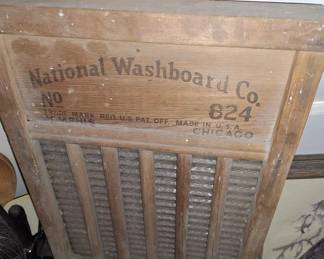 National Washboard Co.
NO 824
TRADE MARK REG. U.S. PAT. OFF. MADE IN U.S.A.
CHICAGO